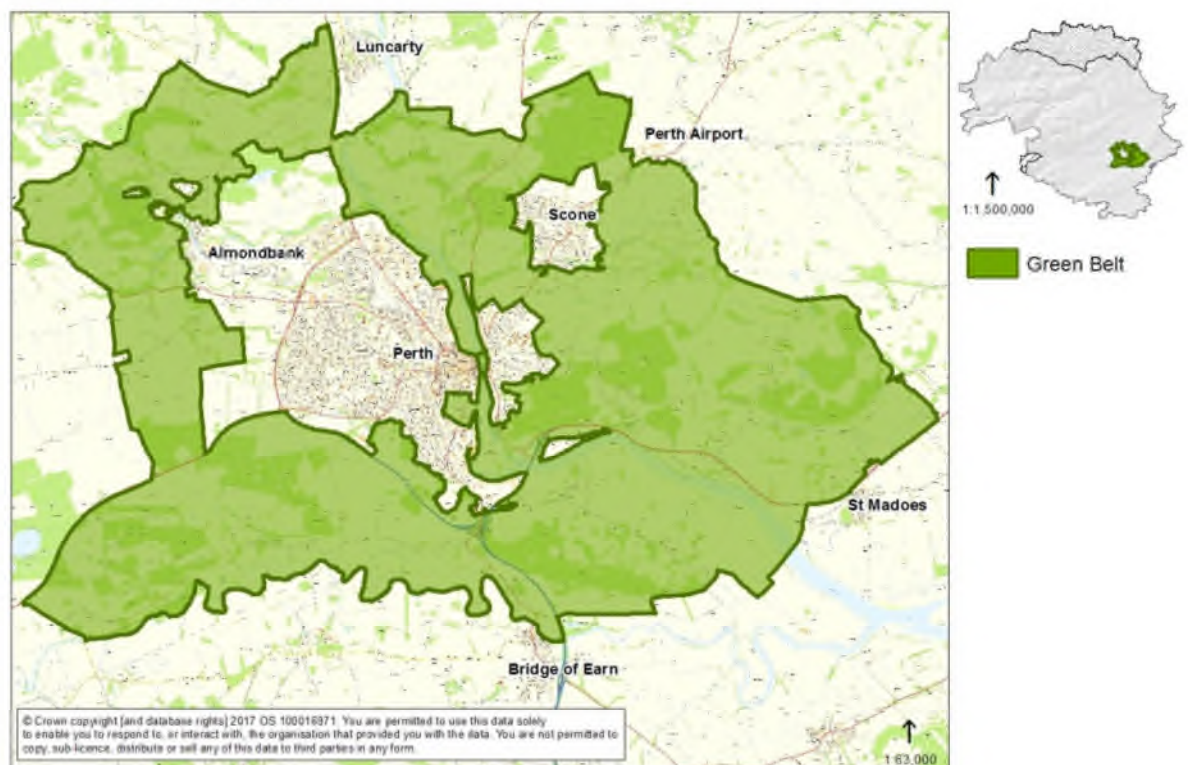 Luncarty
Perth Airport
Scone
Almondbank
Perth
St Madoes
Bridge of Earn
© Crown copyright [and database rights] 2017 OS 100016971. You are permitted to use this data solely
to enable you to respond to, or interact with, the organisation that provided you with the data. You are not permitted to
copy, sub-licence, distribute or sell any of this data to third parties in any form.
1:63,000
1:1,500,000
Green Belt